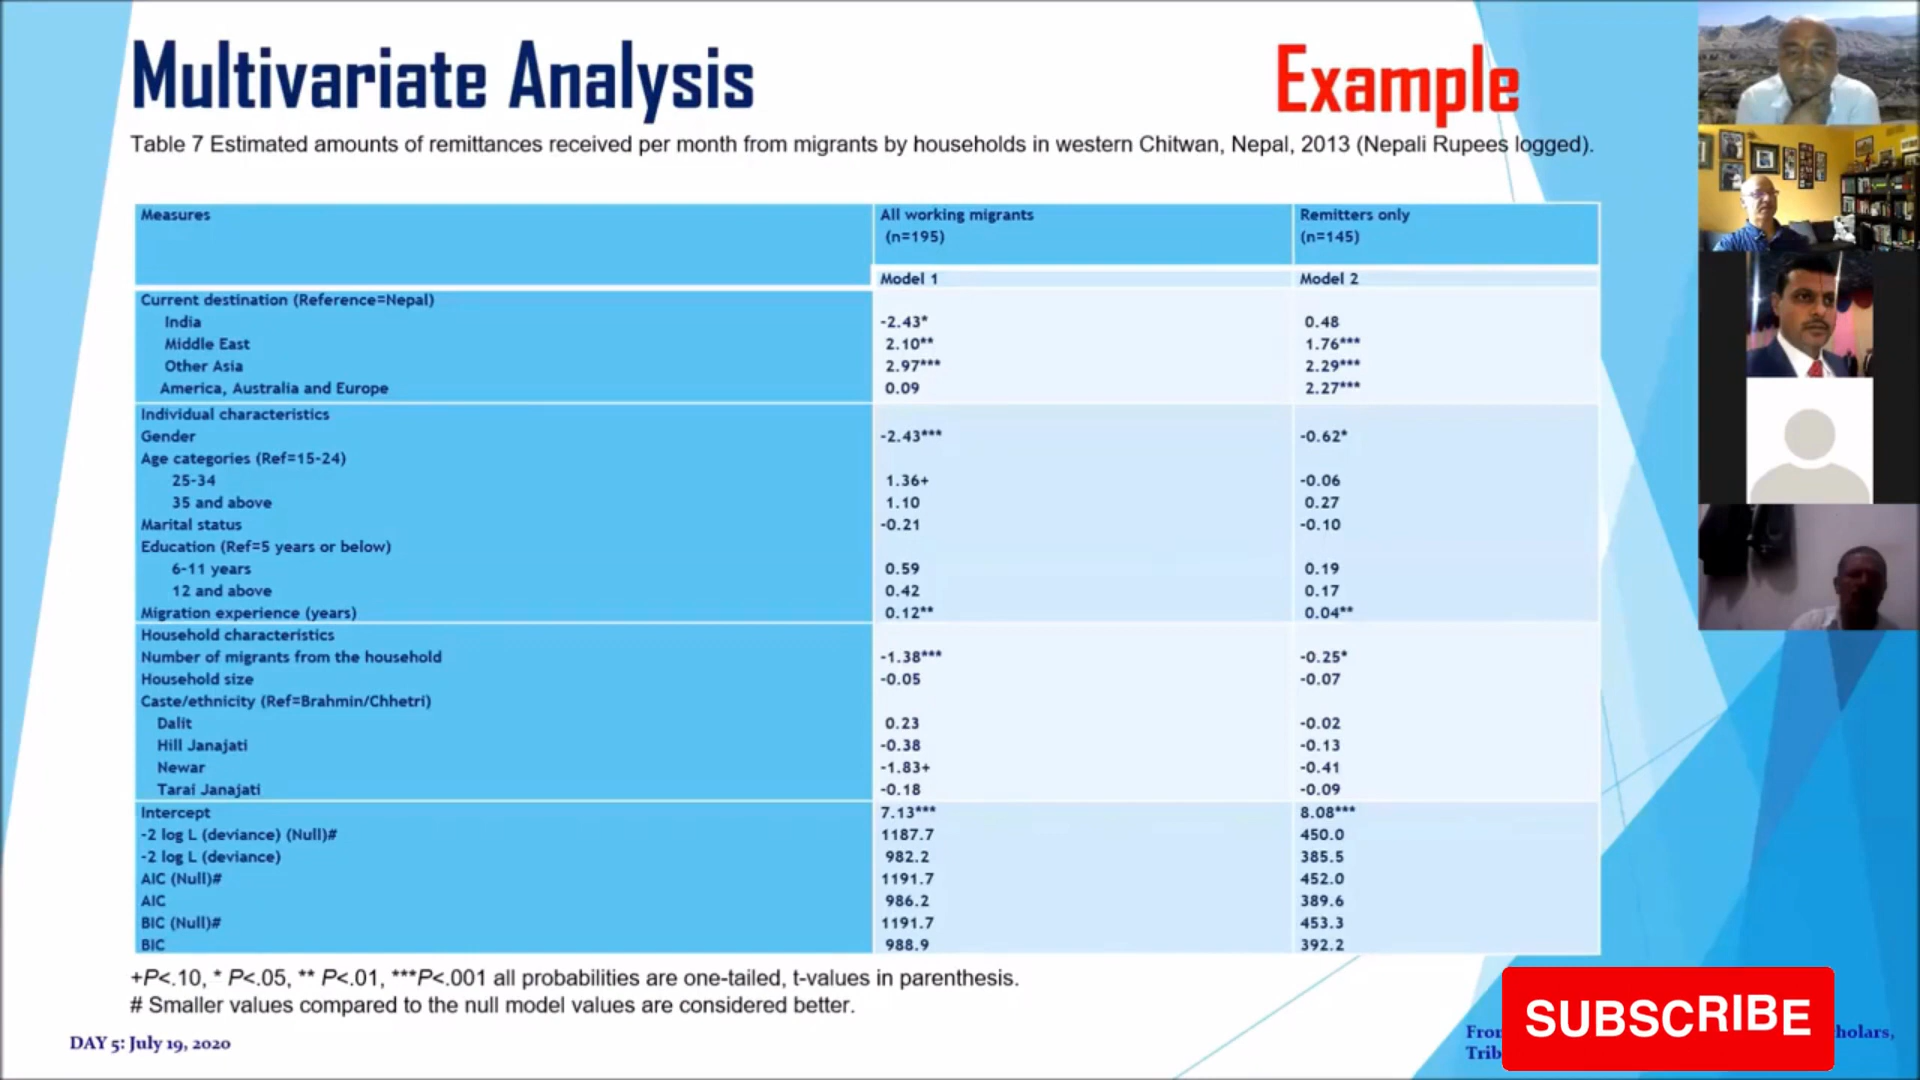 Multivariate Analysis
Example
Table 7 Estimated amounts of remittances received per month from migrants by households in western Chitwan, Nepal, 2013 (Nepali Rupees logged).
Measures All working migrants Remitters only
(n=195) (n=145)
Model 1 Model 2
Current destination (Reference=Nepal)
India -2.43* 0.48
Middle East 2.10** 1.76***
Other Asia 2.97*** 2.29***
America, Australia and Europe 0.09 2.27***
Individual characteristics
Gender -2.43*** -0.62*
Age categories (Ref=15-24)
25-34 1.36+ -0.06
35 and above 1.10 0.27
Marital status -0.21 -0.10
Education (Ref=5 years or below)
6-11 years 0.59 0.19
12 and above 0.42 0.17
Migration experience (years) 0.12** 0.04**
Household characteristics
Number of migrants from the household -1.38*** -0.25*
Household size -0.05 -0.07
Caste/ethnicity (Ref=Brahmin/Chhetri)
Dalit 0.23 -0.02
Hill Janajati -0.38 -0.13
Newar -1.83+ -0.41
Tarai Janajati -0.18 -0.09
Intercept 7.13*** 8.08***
-2 log L (deviance) (Null)# 1187.7 450.0
-2 log L (deviance) 982.2 385.5
AIC (Null)# 1191.7 452.0
AIC 986.2 389.6
BIC (Null)# 1191.7 453.3
BIC 988.9 392.2
+P<.10, * P<.05, ** P<.01, ***P<.001 all probabilities are one-tailed, t-values in parenthesis.
# Smaller values compared to the null model values are considered better.
DAY 5: July 19, 2020
SUBSCRIBE